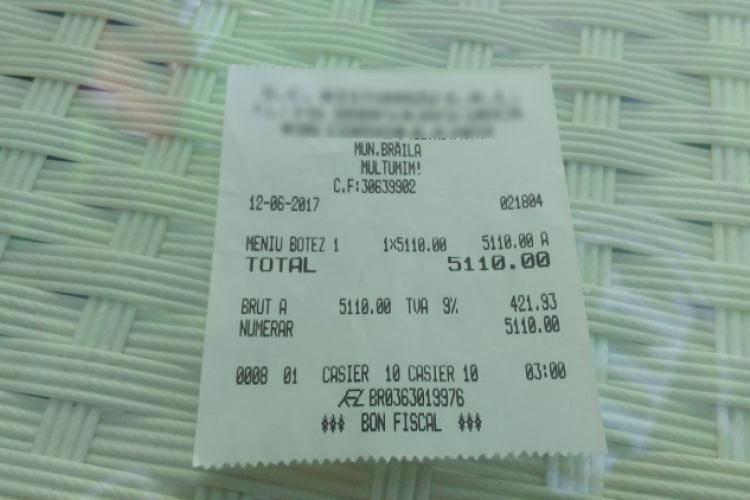 MUN.BRĂILA
MULTUMIM!
C.F:30639902
12-06-2017 021804
MENIU BOTEZ 1 1X5110.00 5110.00 A
TOTAL 5110.00
BRUT A 5110.00 TVA 9% 421.93
NUMERAR 5110.00
0008 01 CASIER 10 CASIER 10 03:00
BR0363019976
BON FISCAL